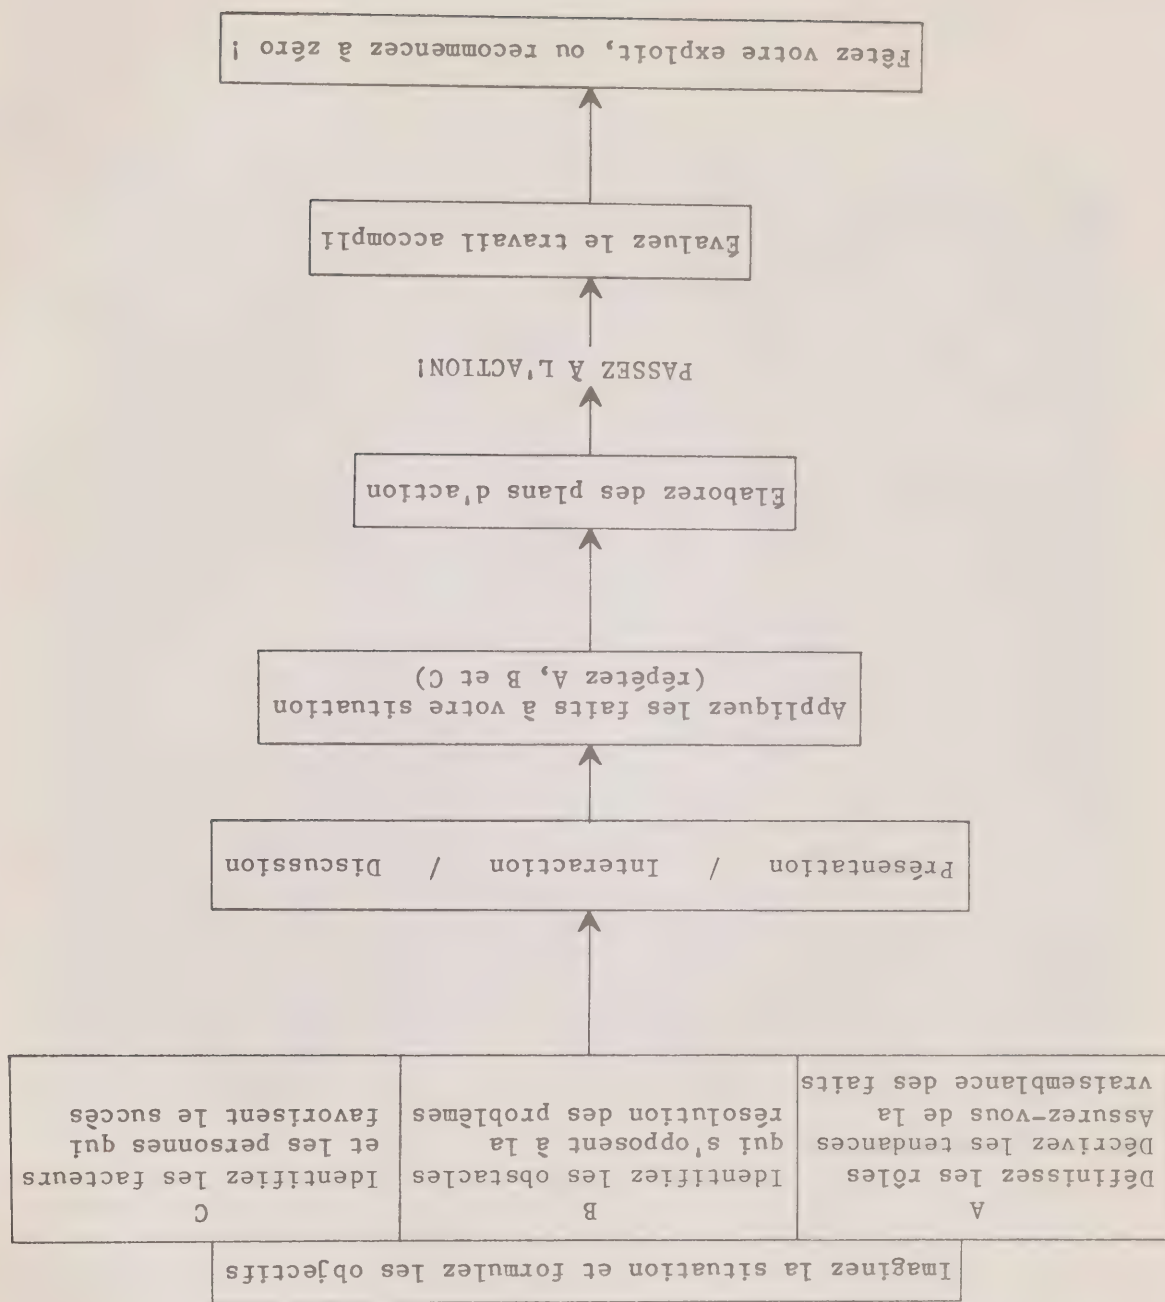 Imaginez la situation et formulez les objectifs
A
Définissez les rôles
Décrivez les tendances
Assurez-vous de la
vraisemblance des faits
B
Identifiez les obstacles
qui s'opposent à la
résolution des problèmes
C
Identifiez les facteurs
et les personnes qui
favorisent le succès
Présentation / Interaction / Discussion
Appliquez les faits à votre situation
(répétez A, B et C)
Élaborez des plans d'action
PASSEZ À L'ACTION!
Évaluez le travail accompli
Fêtez votre exploit, ou recommencez à zéro !